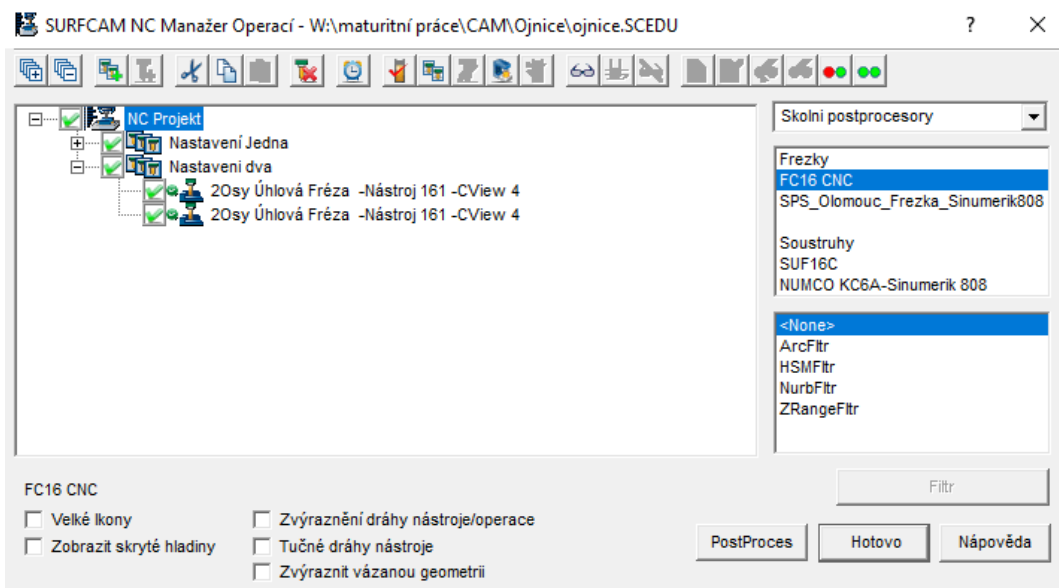 SURFCAM NC Manažer Operací - W:\maturitní práce\CAM\Ojnice\ojnice.SCEDU
NC Projekt
Nastavení Jedna
Nastaveni dva
2Osy Úhlová Fréza -Nástroj 161 -CView 4
2Osy Úhlová Fréza -Nástroj 161 -CView 4
Skolni postprocesory
Frezky
FC16 CNC
SPS_Olomouc_Frezka_Sinumerik808
Soustruhy
SUF16C
NUMCO KC6A-Sinumerik 808
<None>
ArcFltr
HSMFltr
NurbFltr
ZRangeFltr
Filtr
FC16 CNC
Velké Ikony
Zobrazit skryté hladiny
Zvýraznění dráhy nástroje/operace
Tučné dráhy nástroje
Zvýraznit vázanou geometrii
PostProces
Hotovo
Nápověda